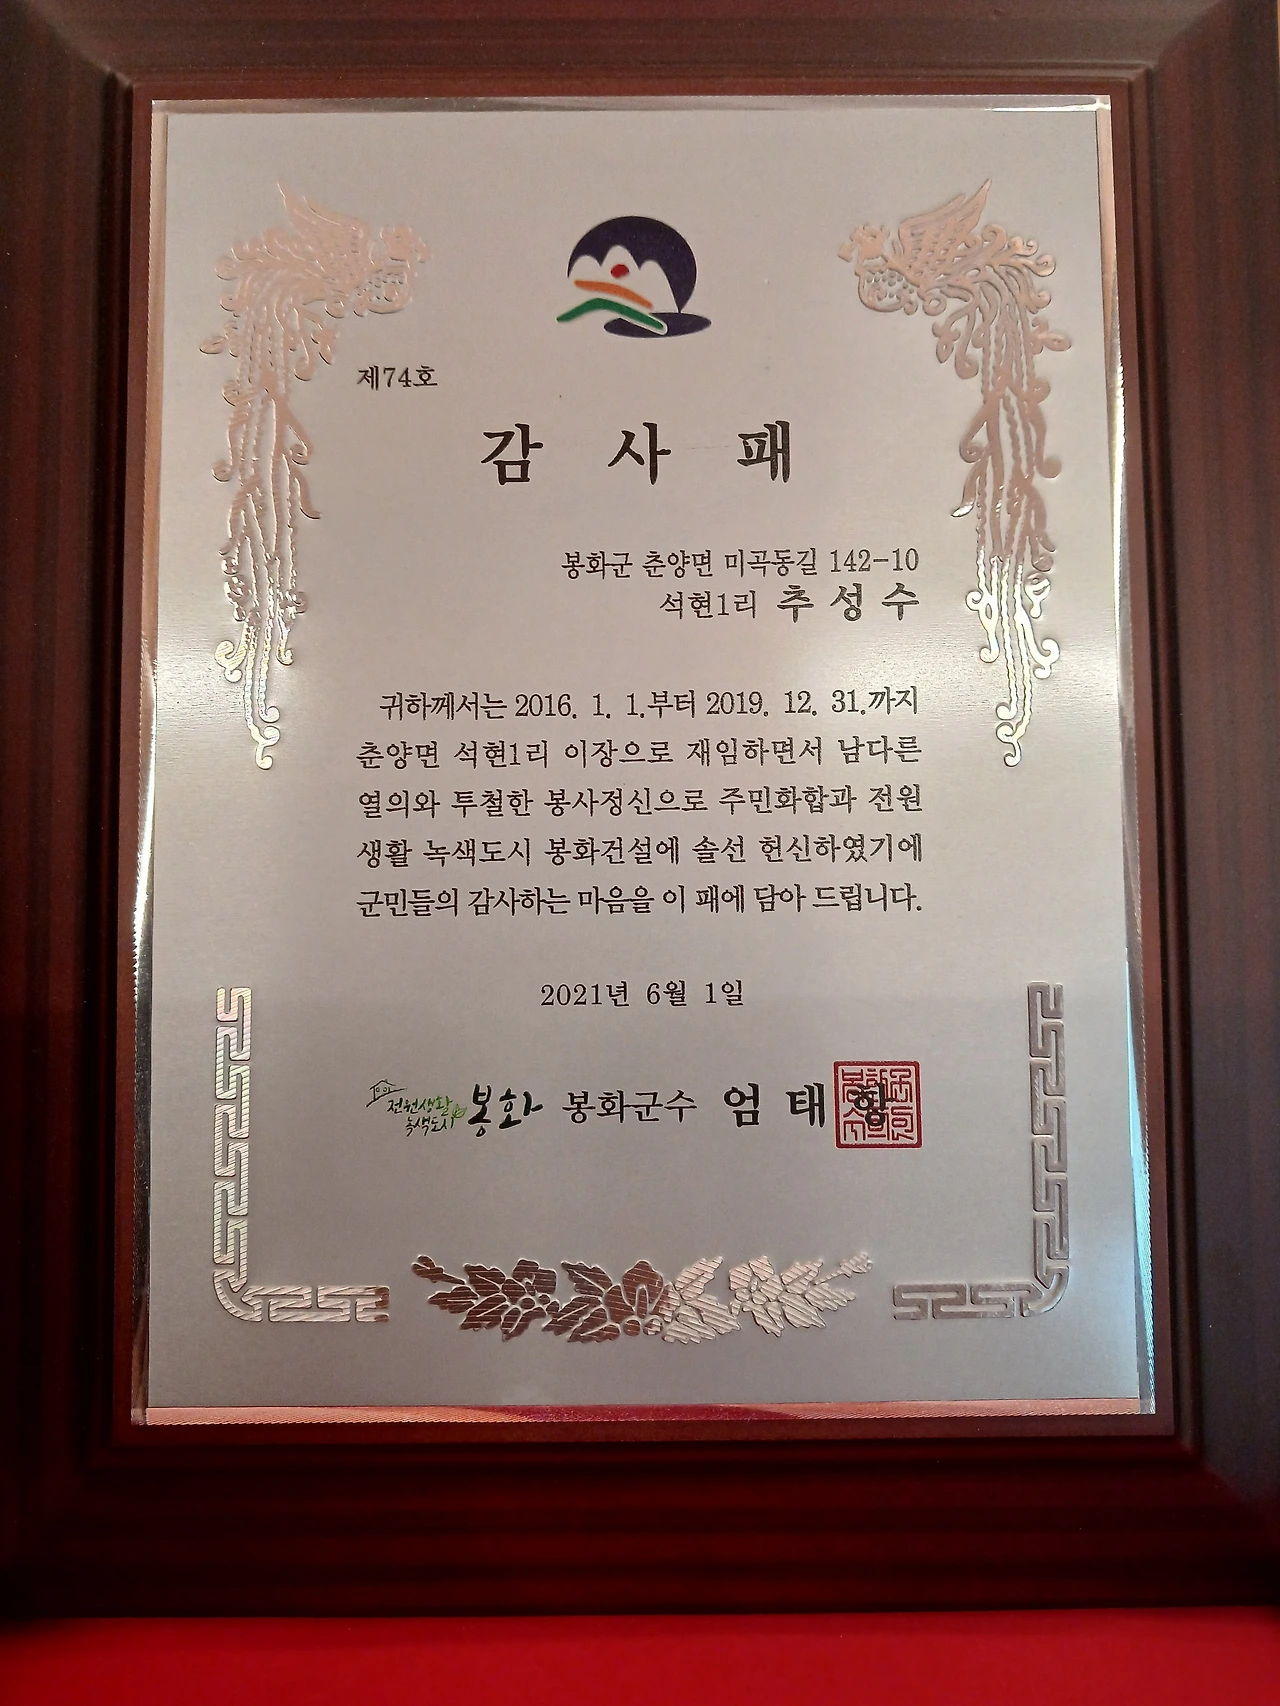 제74호
감 사 패
봉화군 춘양면 미곡동길 142-10
석현1리 추 성 수
귀하께서는 2016. 1. 1.부터 2019. 12. 31.까지
춘양면 석현1리 이장으로 재임하면서 남다른
열의와 투철한 봉사정신으로 주민화합과 전원
생활 녹색도시 봉화건설에 솔선 헌신하였기에
군민들의 감사하는 마음을 이 패에 담아 드립니다.
2021년 6월 1일
전원생활 녹색도시 봉화 봉화군수 엄 태 항